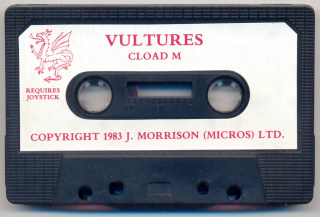 VULTURES
CLOAD M
REQUIRES
JOYSTICK
COPYRIGHT 1983 J. MORRISON (MICROS) LTD.